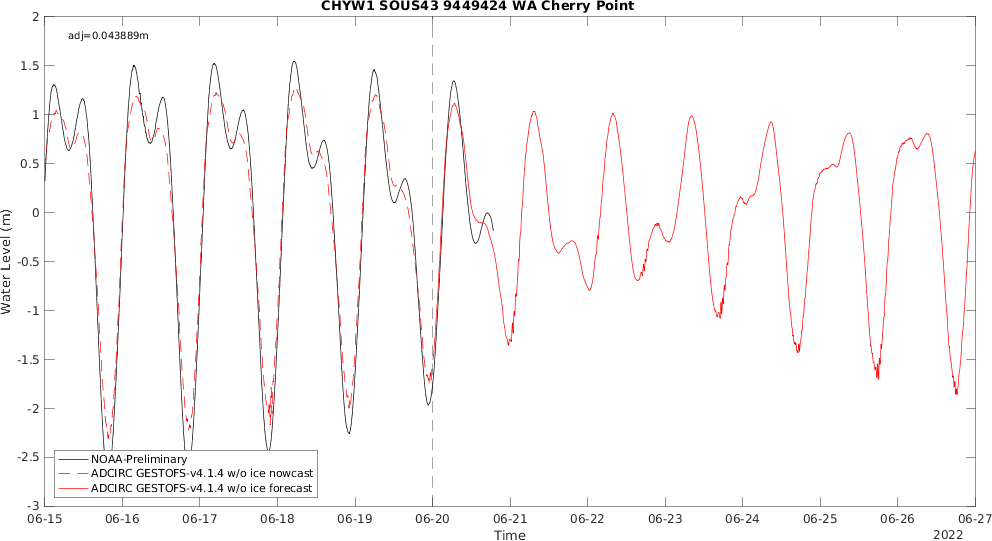 CHYW1 SOUS43 9449424 WA Cherry Point
adj=0.043889m
2
1.5
1
0.5
0
-0.5
-1
-1.5
-2
-2.5
-3
Water Level (m)
NOAA-Preliminary
ADCIRC GESTOFS-v4.1.4 w/o ice nowcast
ADCIRC GESTOFS-v4.1.4 w/o ice forecast
06-15 06-16 06-17 06-18 06-19 06-20 06-21 06-22 06-23 06-24 06-25 06-26 06-27
Time
2022